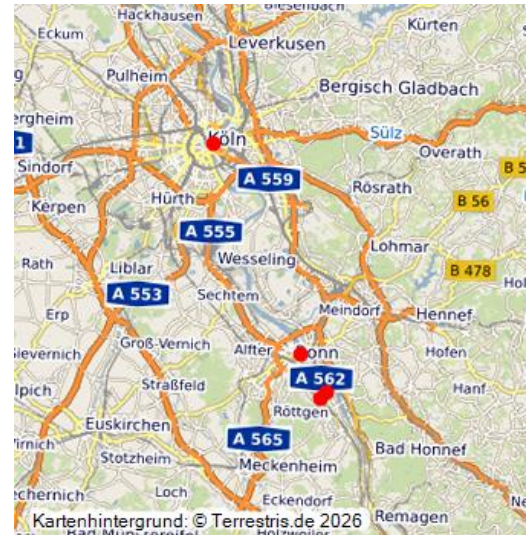 Hackhausen
Eckum
Kürten
Leverkusen
Pulheim
Bergisch Gladbach
Köln
Sülz
Overath
Sindorf
A 559
Rösrath
B 56
Hürth
Kerpen
A 555
Lohmar
Rath
Liblar
Wesseling
B 478
A 553
Sechtem
Meindorf
Hennef
Erp
Groß-Vernich
Alfter
Hofen
A 562
Straßfeld
Hanf
Röttgen
Euskirchen
A 565
Bad Honnef
Stotzheim
Meckenheim
Loch
Eckendorf
Remagen
Kartenhintergrund: © Terrestris.de 2026